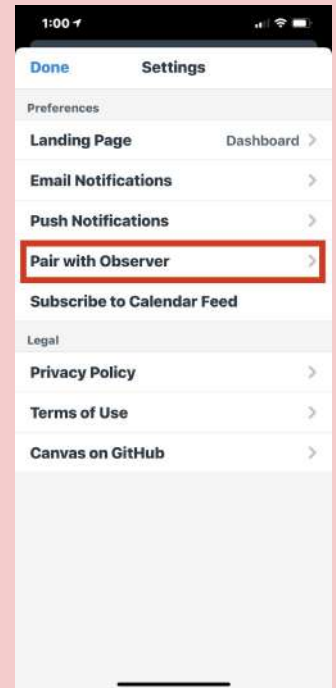 1:00
Done Settings
Preferences
Landing Page Dashboard
Email Notifications
Push Notifications
Pair with Observer
Subscribe to Calendar Feed
Legal
Privacy Policy
Terms of Use
Canvas on GitHub